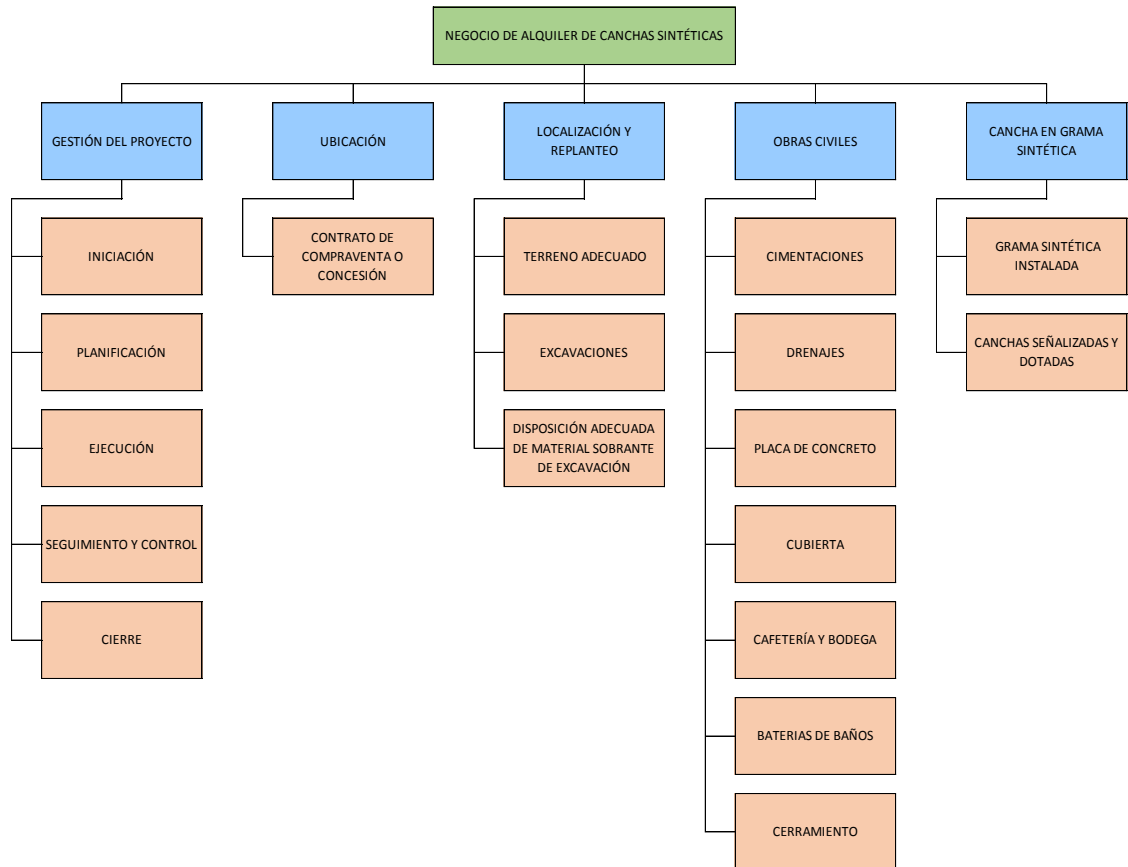 NEGOCIO DE ALQUILER DE CANCHAS SINTÉTICAS
GESTIÓN DEL PROYECTO
INICIACIÓN
PLANIFICACIÓN
EJECUCIÓN
SEGUIMIENTO Y CONTROL
CIERRE
UBICACIÓN
CONTRATO DE
COMPRAVENTA O
CONCESIÓN
LOCALIZACIÓN Y
REPLANTEO
TERRENO ADECUADO
EXCAVACIONES
DISPOSICIÓN ADECUADA
DE MATERIAL SOBRANTE
DE EXCAVACIÓN
OBRAS CIVILES
CIMENTACIONES
DRENAJES
PLACA DE CONCRETO
CUBIERTA
CAFETERÍA Y BODEGA
BATERIAS DE BAÑOS
CERRAMIENTO
CANCHA EN GRAMA
SINTÉTICA
GRAMA SINTÉTICA
INSTALADA
CANCHAS SEÑALIZADAS Y
DOTADAS